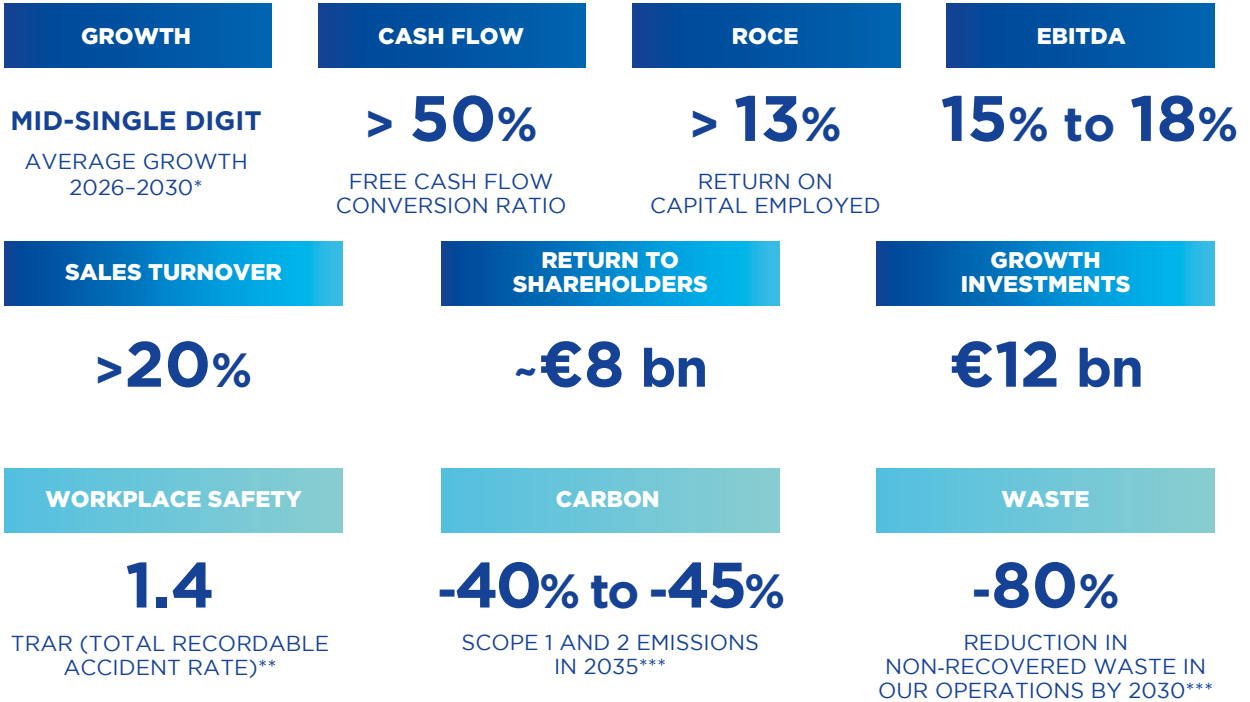 GROWTH
MID-SINGLE DIGIT
AVERAGE GROWTH
2026–2030*
CASH FLOW
> 50%
FREE CASH FLOW
CONVERSION RATIO
ROCE
> 13%
RETURN ON
CAPITAL EMPLOYED
EBITDA
15% to 18%
SALES TURNOVER
>20%
RETURN TO
SHAREHOLDERS
~€8 bn
GROWTH
INVESTMENTS
€12 bn
WORKPLACE SAFETY
1.4
TRAR (TOTAL RECORDABLE
ACCIDENT RATE)**
CARBON
-40% to -45%
SCOPE 1 AND 2 EMISSIONS
IN 2035***
WASTE
-80%
REDUCTION IN
NON-RECOVERED WASTE IN
OUR OPERATIONS BY 2030***